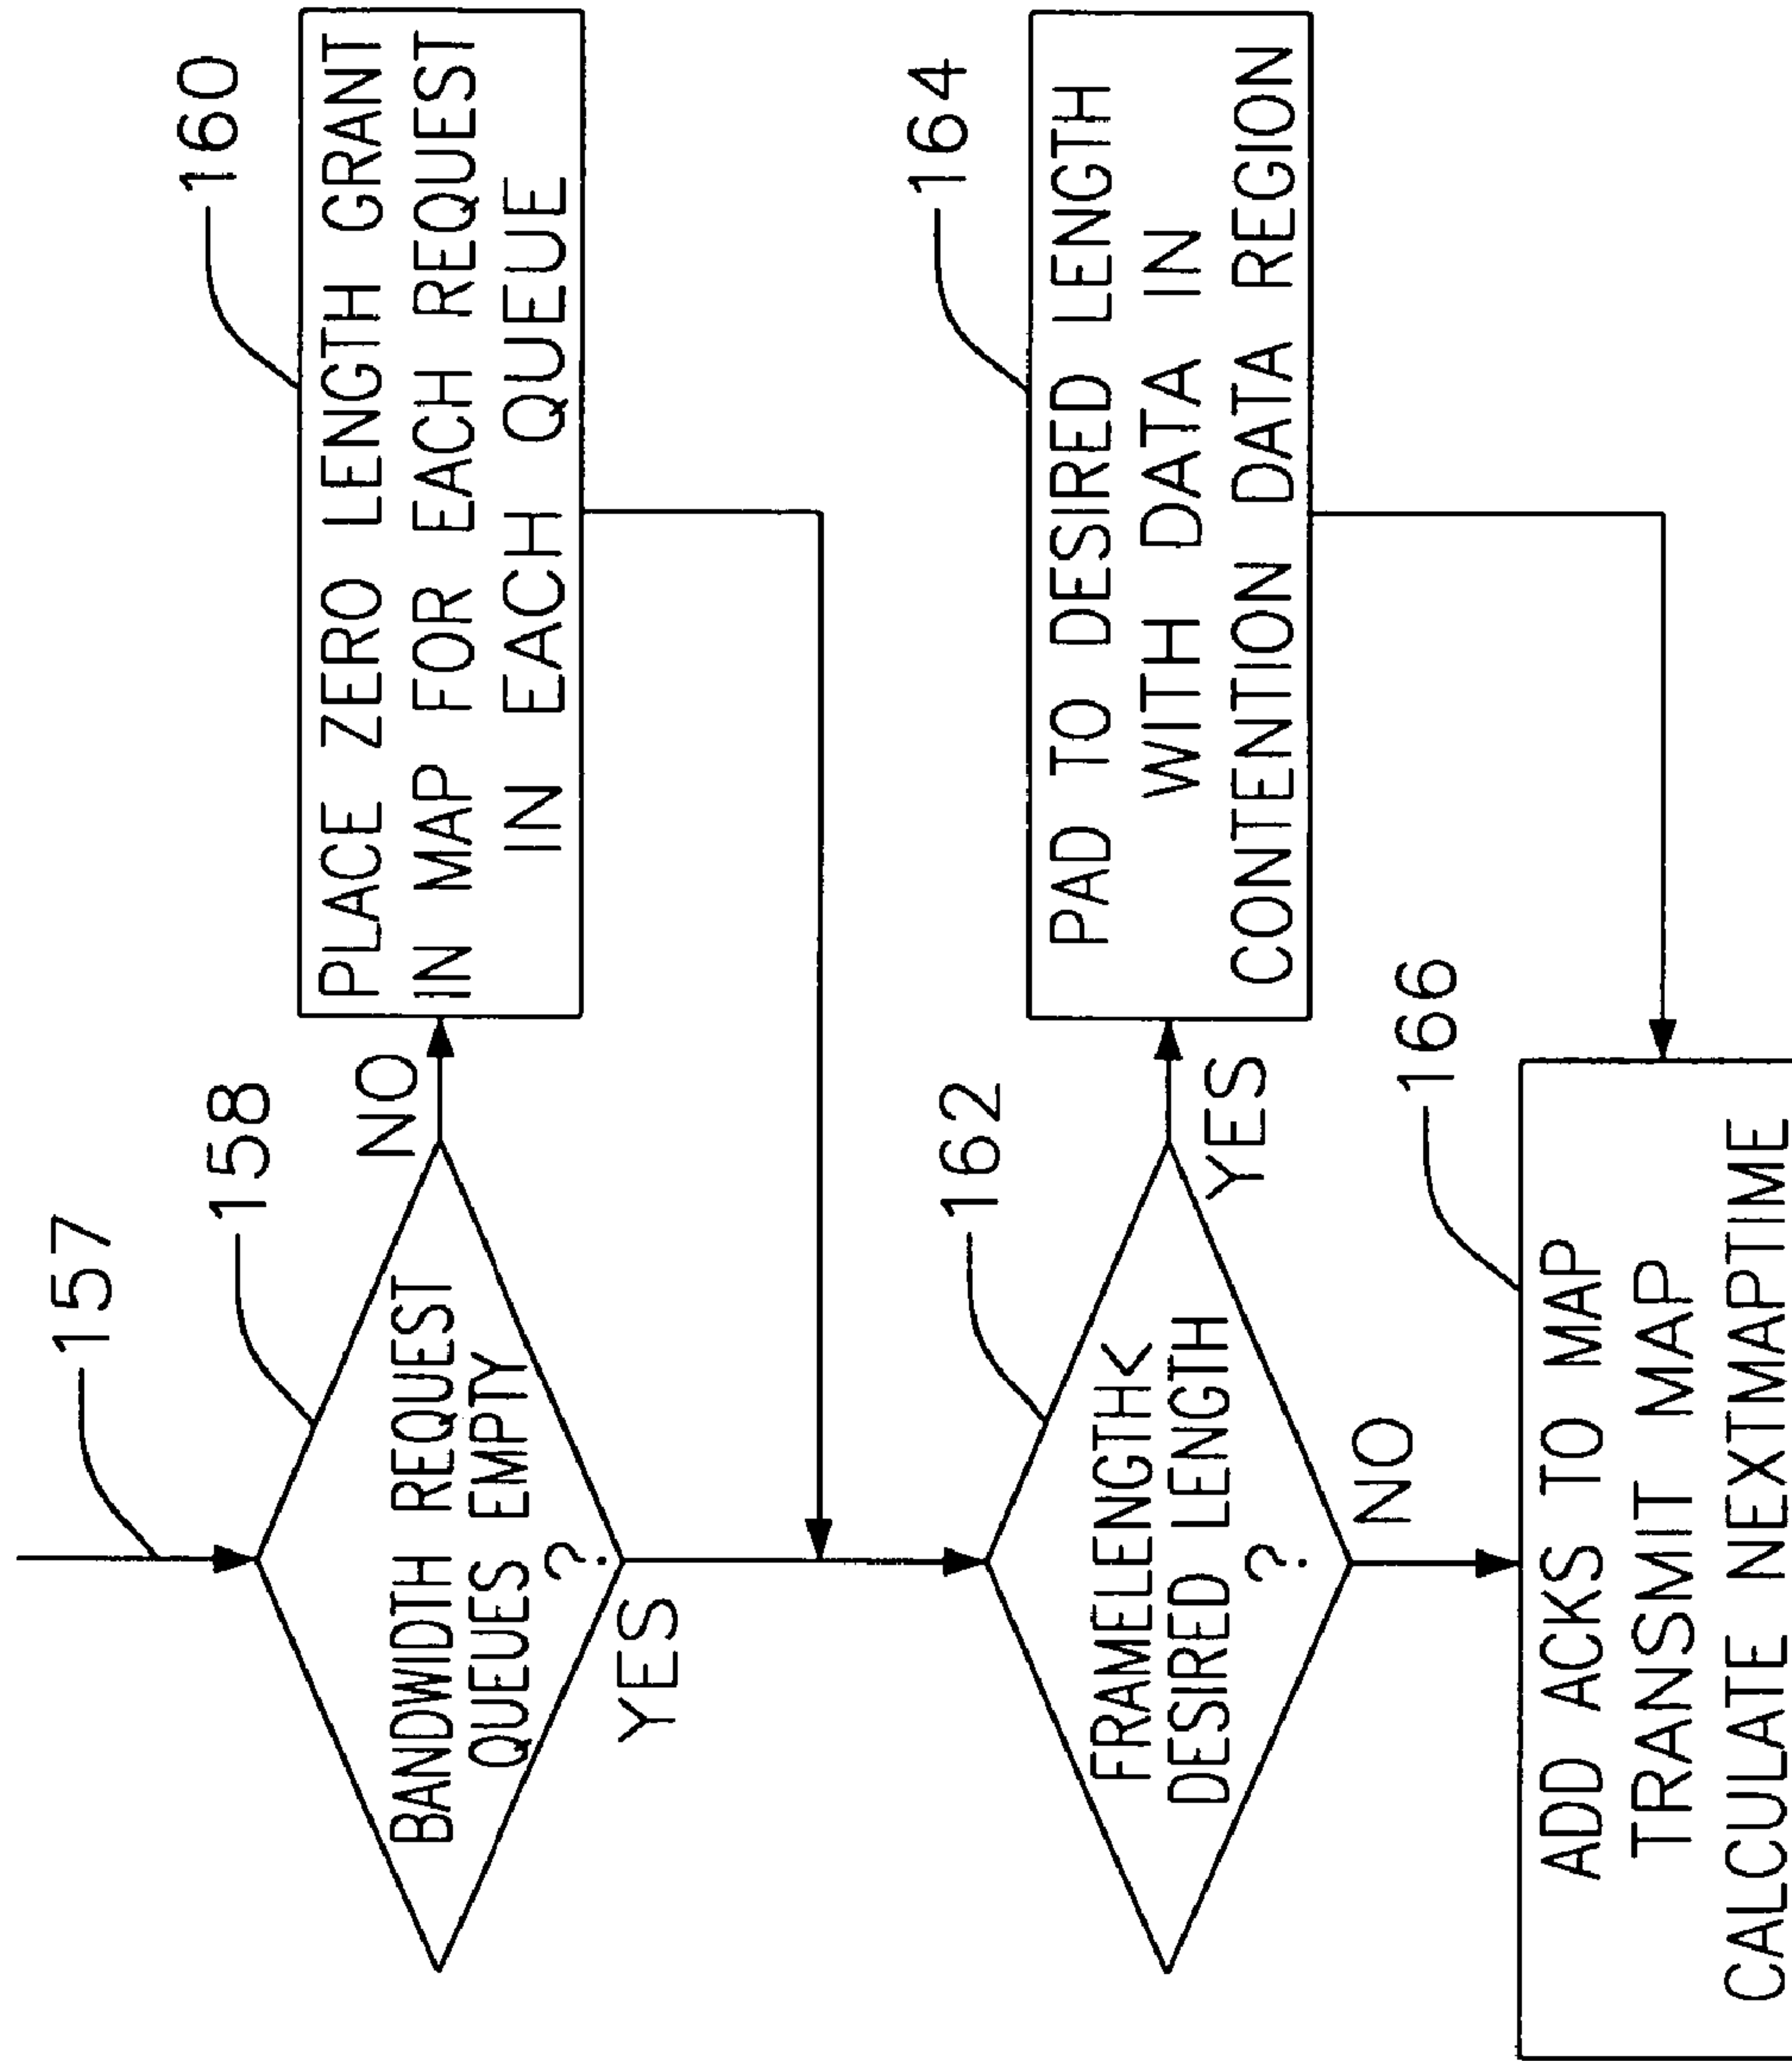 157
158
BANDWIDTH REQUEST
QUEUES EMPTY
?
NO
YES
160
PLACE ZERO LENGTH GRANT
IN MAP FOR EACH REQUEST
IN EACH QUEUE
162
FRAMELENGTH<
DESIRED LENGTH
?
YES
NO
164
PAD TO DESIRED LENGTH
WITH DATA IN
CONTENTION DATA REGION
166
ADD ACKS TO MAP
TRANSMIT MAP
CALCULATE NEXTMAPTIME